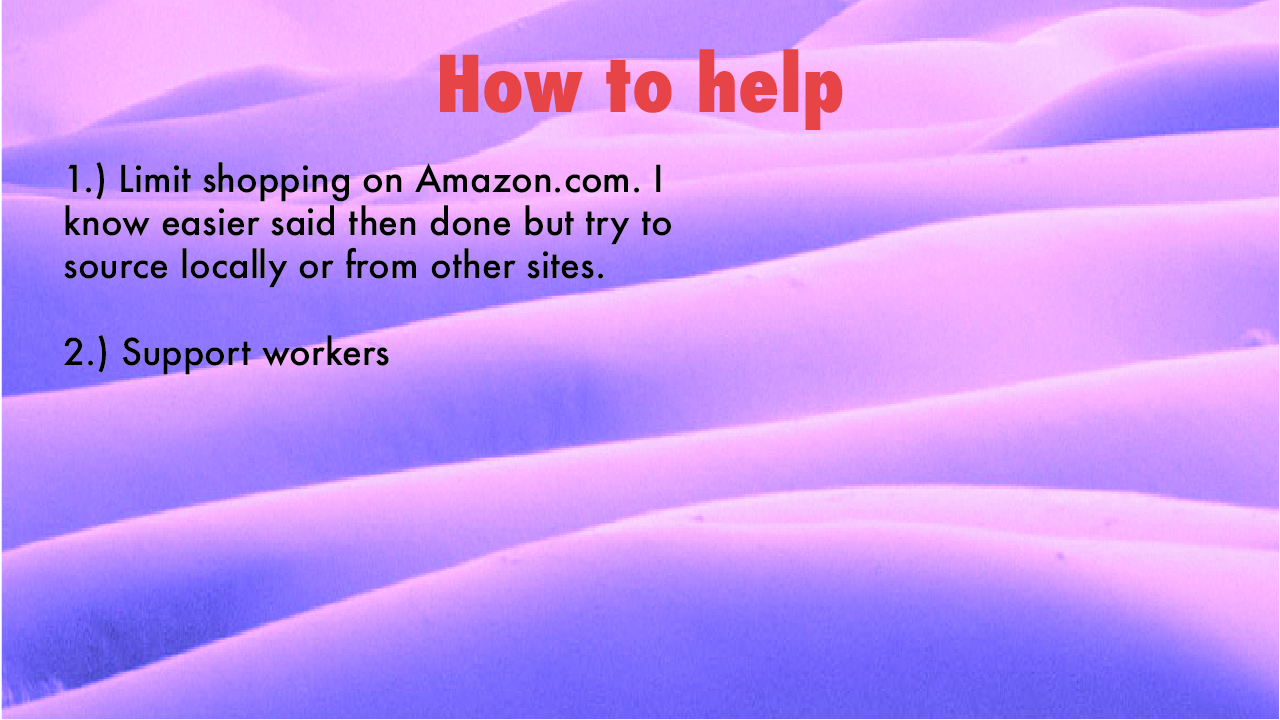 How to help
1.) Limit shopping on Amazon.com. I
know easier said then done but try to
source locally or from other sites.
2.) Support workers